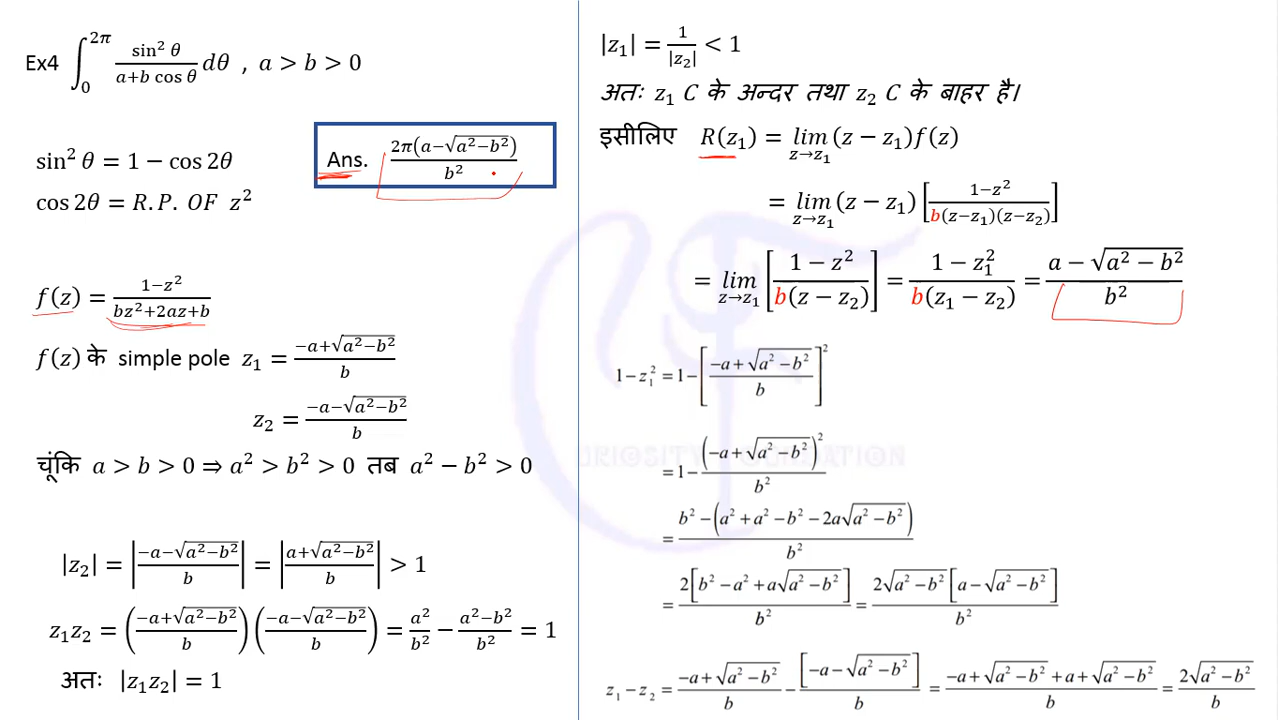 Ex4 ∫₀^{2π} sin² θ / (a+b cos θ) dθ , a > b > 0
sin² θ = 1 − cos 2θ
Ans. 2π(a−√(a²−b²)) / b²
cos 2θ = R.P. OF z²
f(z) = (1−z²) / (bz²+2az+b)
f(z) के simple pole z₁ = (−a+√(a²−b²)) / b
z₂ = (−a−√(a²−b²)) / b
चूंकि a > b > 0 ⇒ a² > b² > 0 तब a² − b² > 0
|z₂| = |(−a−√(a²−b²)) / b| = |(a+√(a²−b²)) / b| > 1
z₁z₂ = ((−a+√(a²−b²)) / b) ((−a−√(a²−b²)) / b) = a²/b² − (a²−b²)/b² = 1
अतः |z₁z₂| = 1
|z₁| = 1/|z₂| < 1
अतः z₁ C के अन्दर तथा z₂ C के बाहर है।
इसीलिए R(z₁) = lim_{z→z₁} (z − z₁)f(z)
= lim_{z→z₁} (z − z₁) [(1−z²) / (b(z−z₁)(z−z₂))]
= lim_{z→z₁} [(1 − z²) / (b(z − z₂))] = (1 − z₁²) / (b(z₁ − z₂)) = (a − √(a² − b²)) / b²
1 − z₁² = 1 − [(−a + √(a² − b²)) / b]²
= 1 − (−a + √(a² − b²))² / b²
= (b² − (a² + a² − b² − 2a√(a² − b²))) / b²
= 2[b² − a² + a√(a² − b²)] / b² = 2√(a² − b²) [a − √(a² − b²)] / b²
z₁ − z₂ = (−a + √(a² − b²)) / b − [−a − √(a² − b²)] / b = (−a + √(a² − b²) + a + √(a² − b²)) / b = 2√(a² − b²) / b